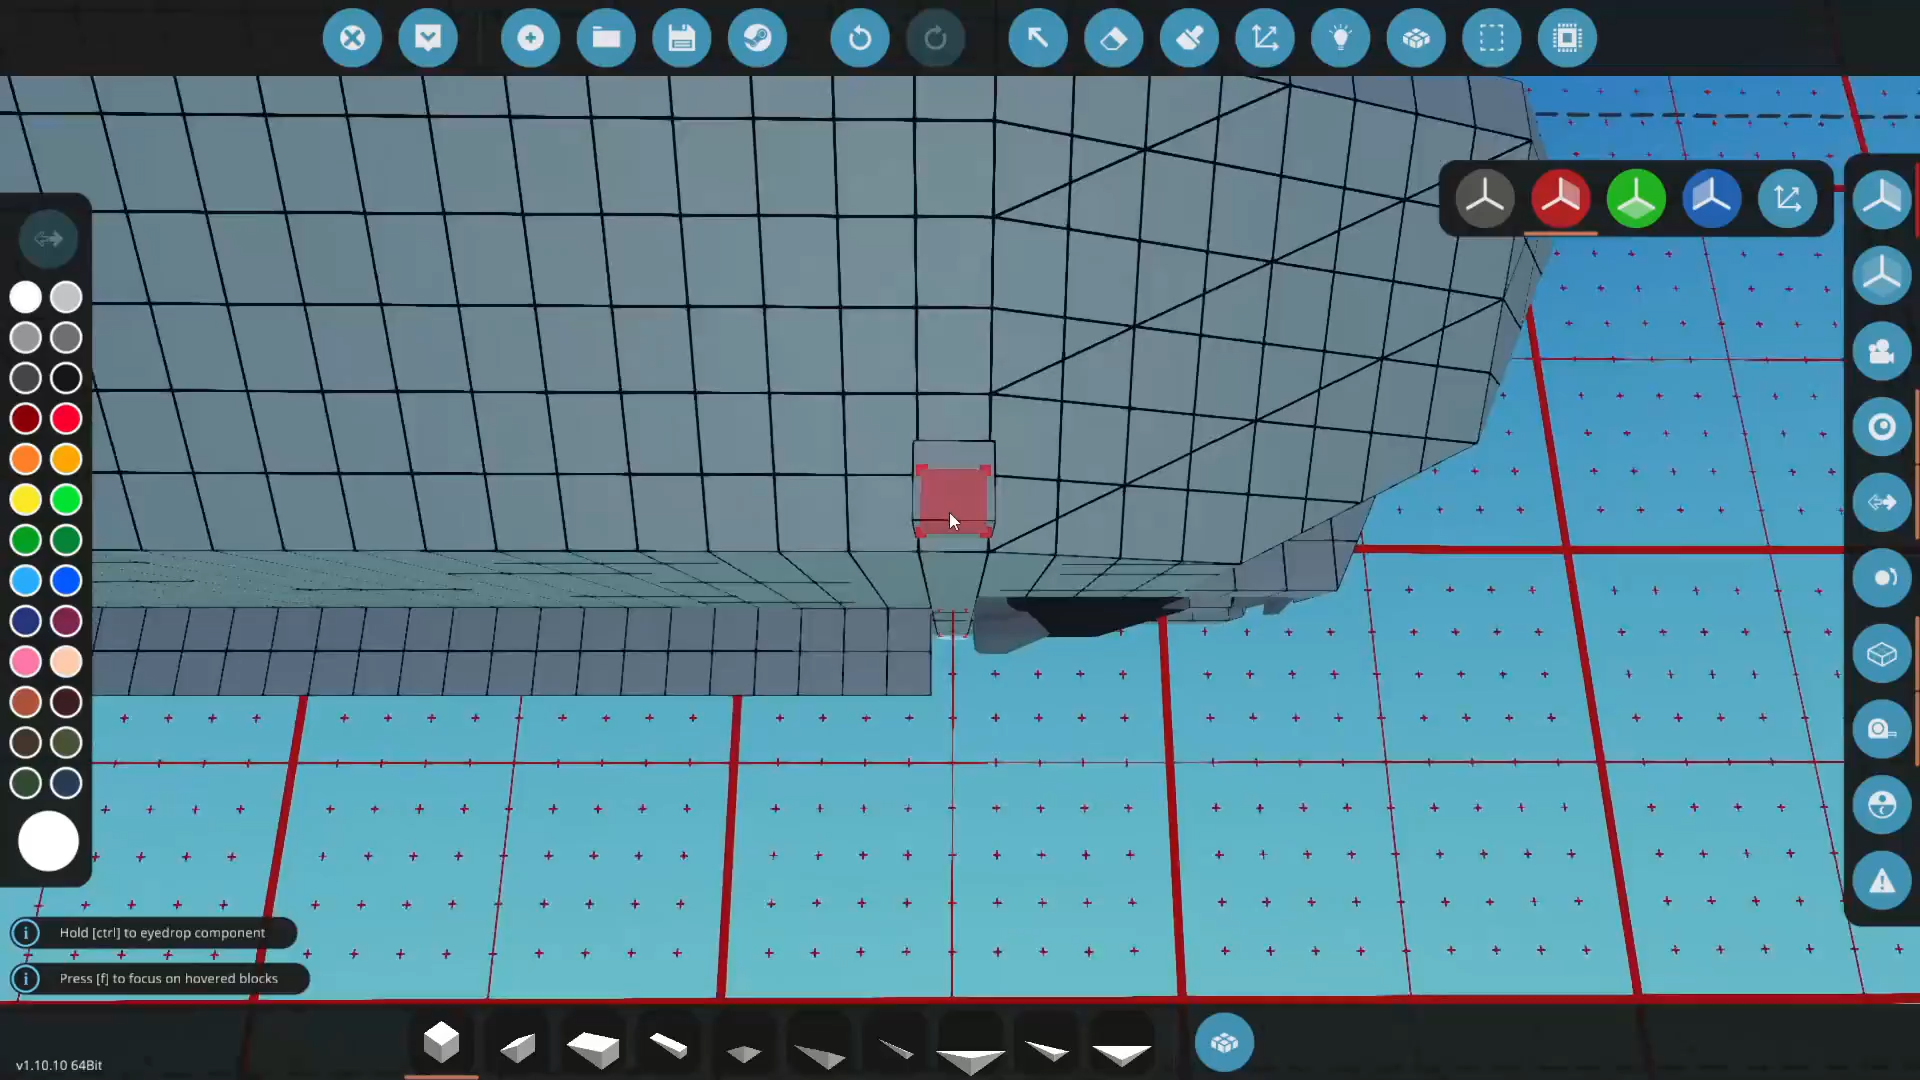 Hold [ctrl] to eyedrop component
Press [f] to focus on hovered blocks
v1.10.10 64Bit